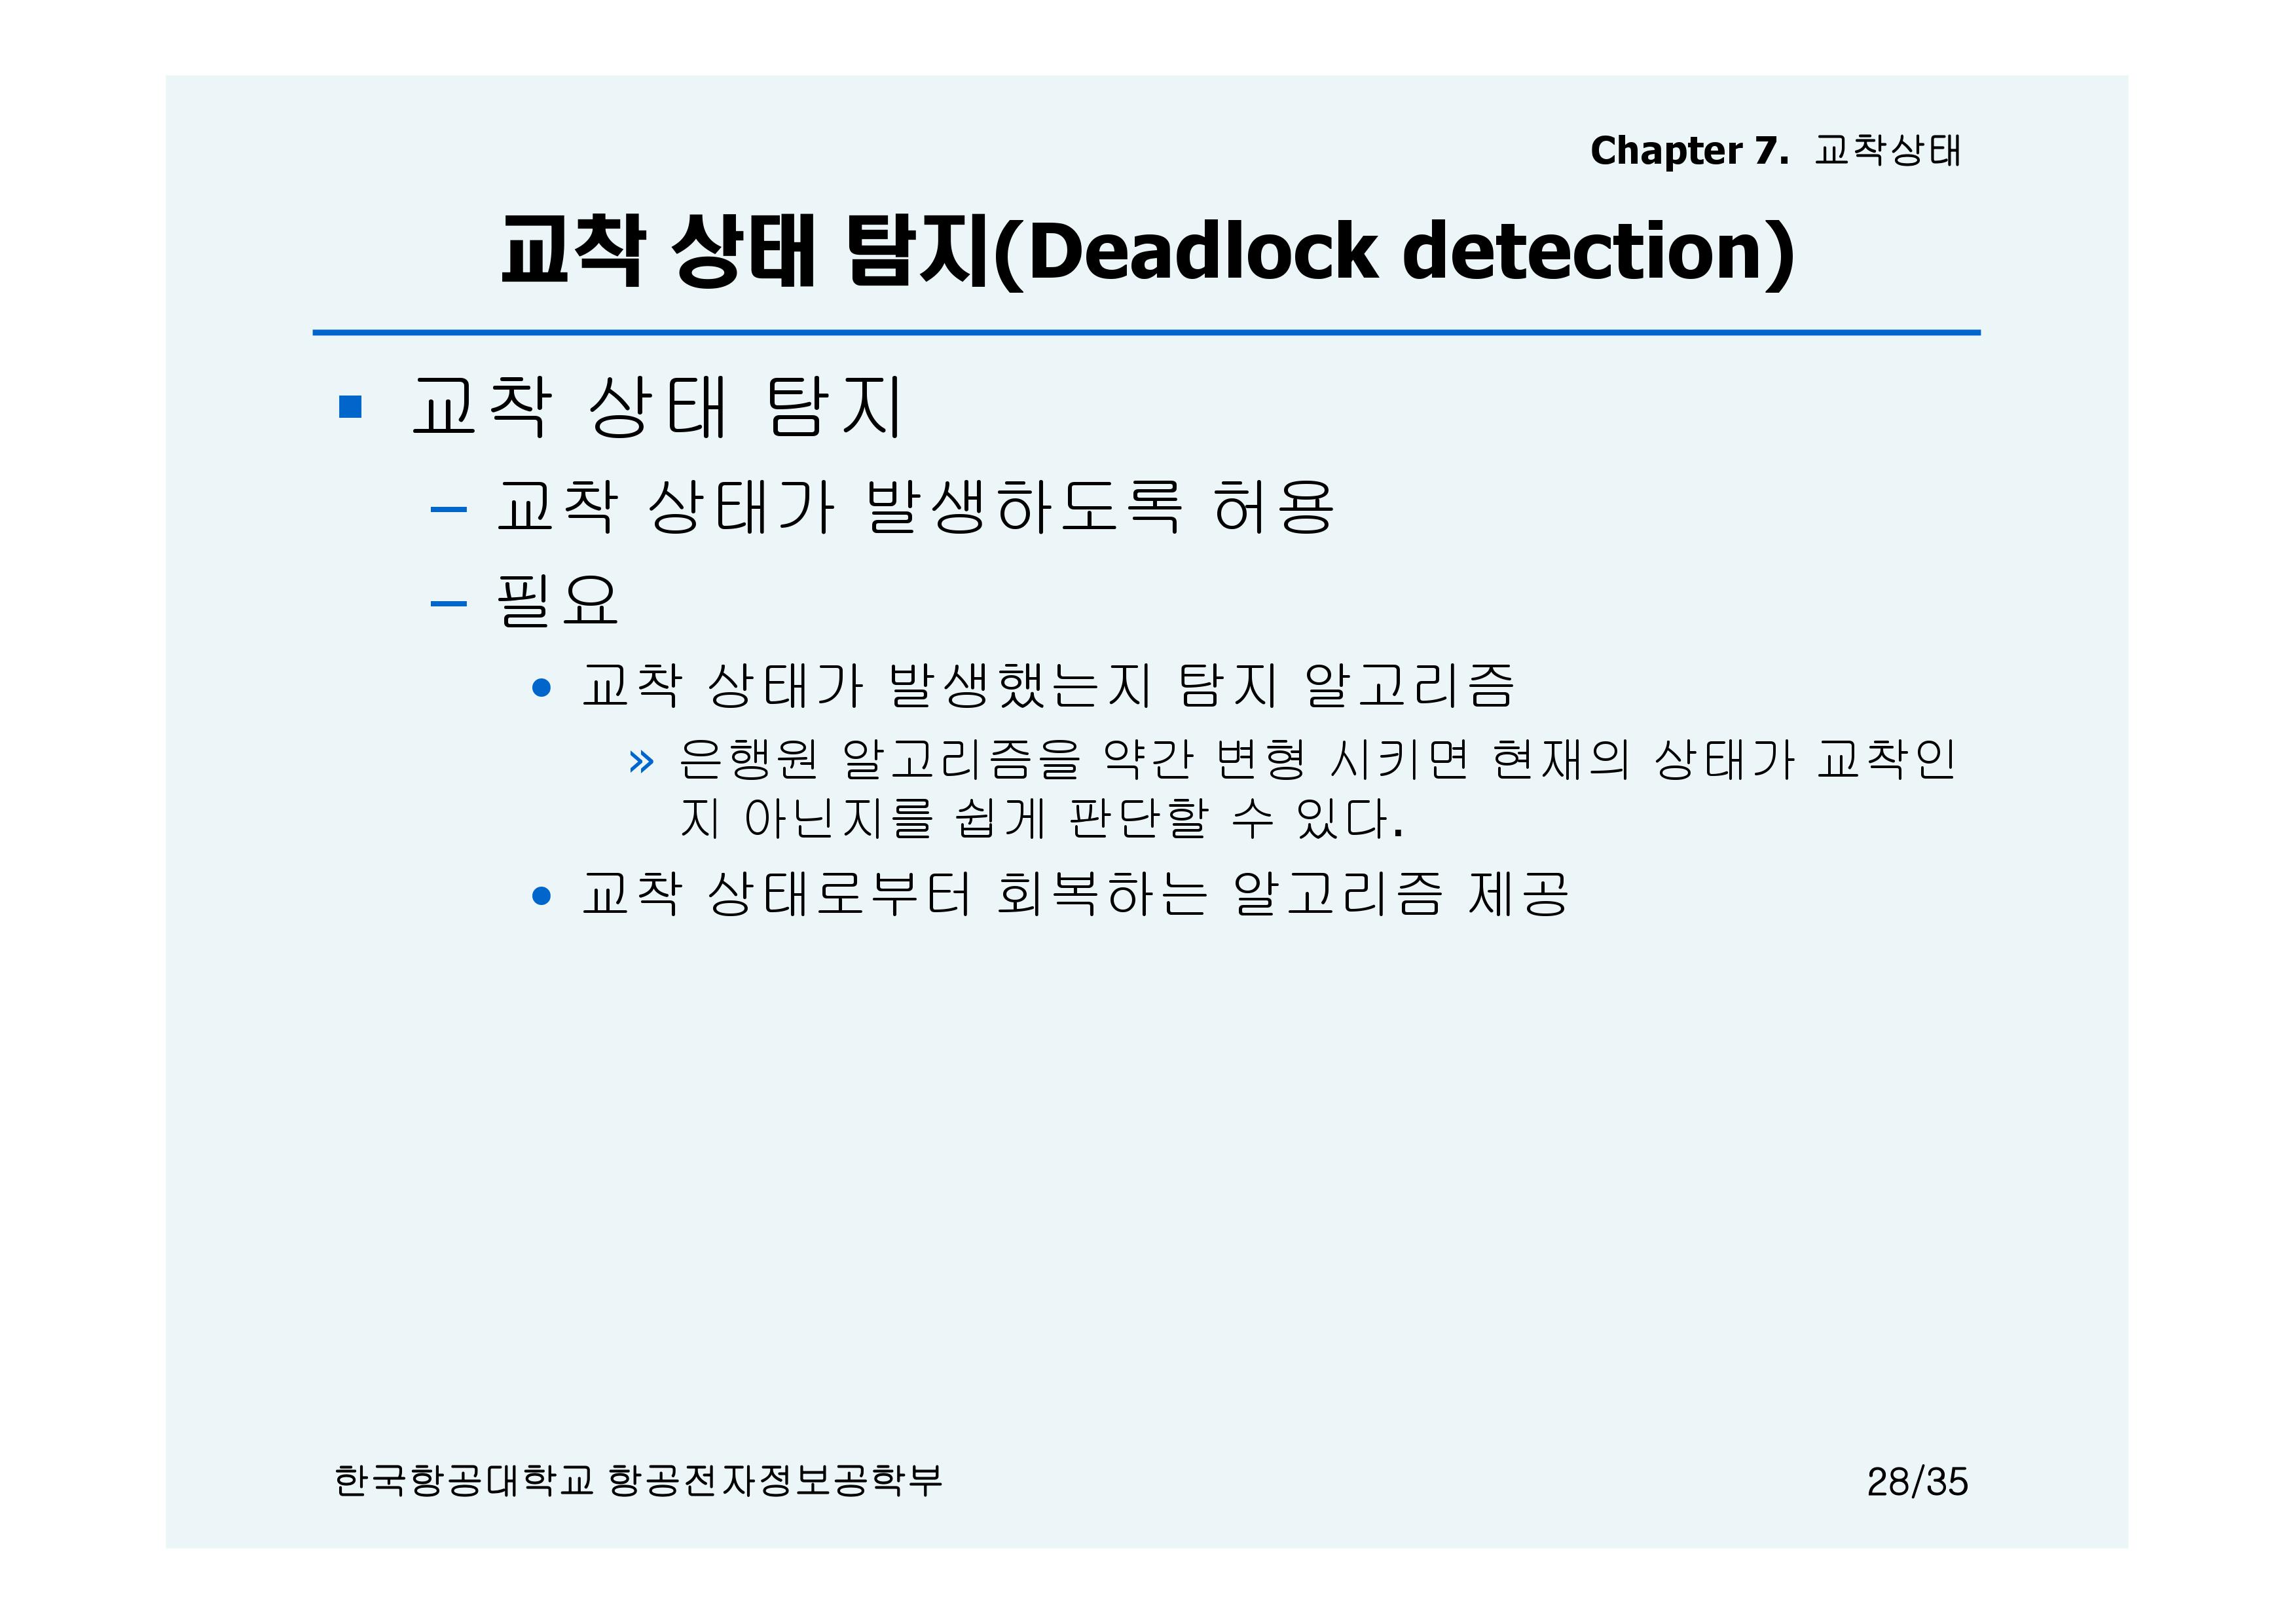 Chapter 7. 교착상태
교착 상태 탐지(Deadlock detection)
■ 교착 상태 탐지
– 교착 상태가 발생하도록 허용
– 필요
• 교착 상태가 발생했는지 탐지 알고리즘
» 은행원 알고리즘을 약간 변형 시키면 현재의 상태가 교착인
지 아닌지를 쉽게 판단할 수 있다.
• 교착 상태로부터 회복하는 알고리즘 제공
한국항공대학교 항공전자정보공학부
28/35